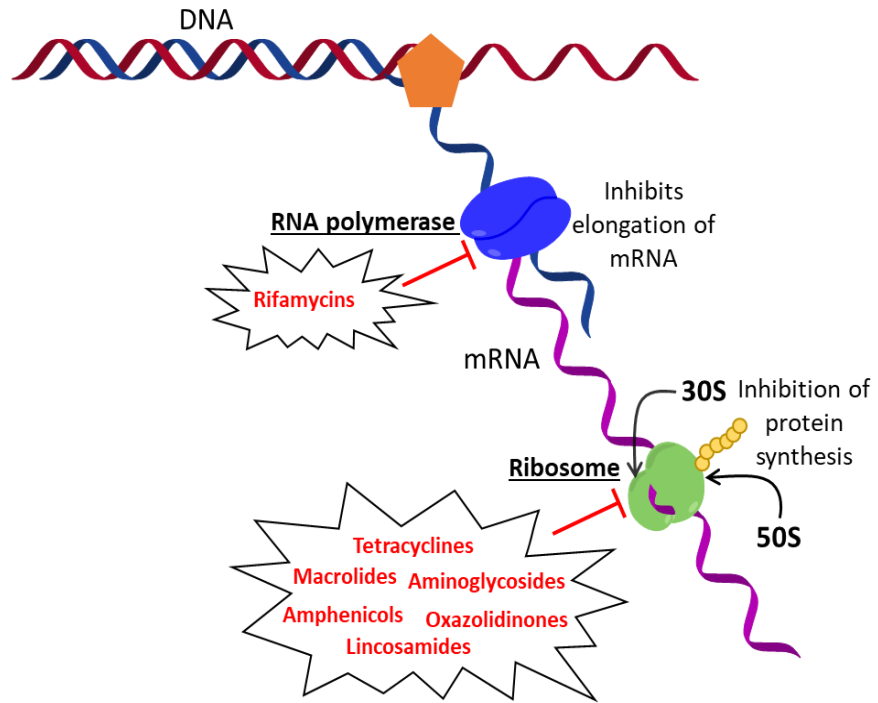 DNA
Inhibits
elongation of
mRNA
RNA polymerase
Rifamycins
mRNA
30S
Inhibition of
protein
synthesis
Ribosome
50S
Tetracyclines
Macrolides Aminoglycosides
Amphenicols Oxazolidinones
Lincosamides